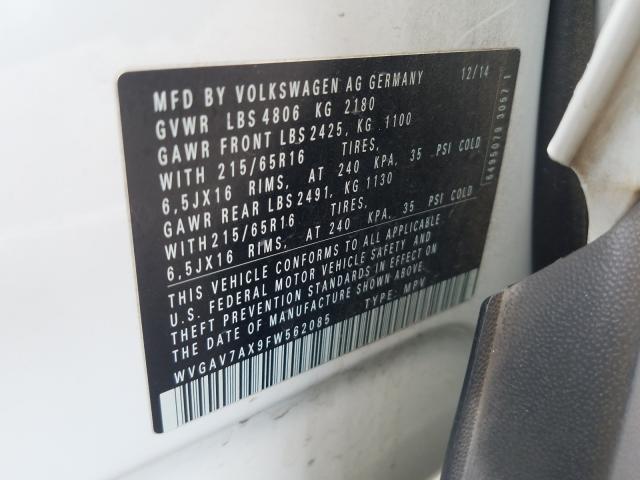 MFD BY VOLKSWAGEN AG GERMANY 12/14
GVWR LBS 4806 KG 2180
GAWR FRONT LBS 2425, KG 1100
WITH 215/65R16 TIRES,
6,5JX16 RIMS, AT 240 KPA, 35 PSI COLD
GAWR REAR LBS 2491, KG 1130
WITH215/65R16 TIRES,
6,5JX16 RIMS, AT 240 KPA, 35 PSI COLD
THIS VEHICLE CONFORMS TO ALL APPLICABLE
U.S. FEDERAL MOTOR VEHICLE SAFETY AND
THEFT PREVENTION STANDARDS IN EFFECT ON
THE DATE OF MANUFACTURE SHOWN ABOVE.
WVGAV7AX9FW562085 TYPE: MPV
6495070 3057 1